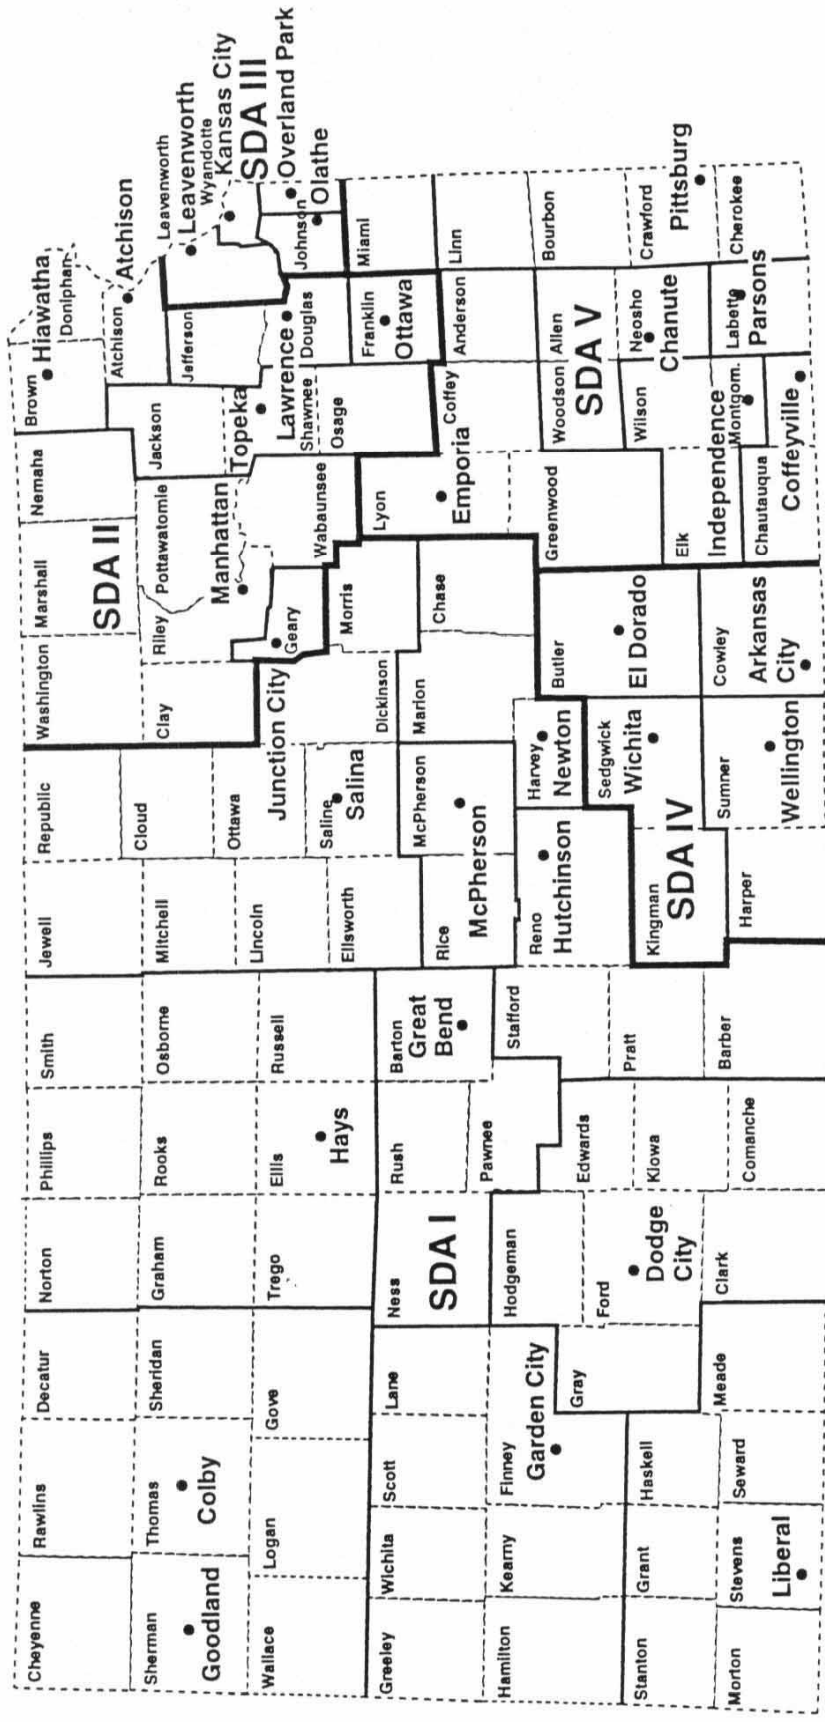 Cheyenne
Rawlins
Decatur
Norton
Phillips
Smith
Jewell
Republic
Washington
Marshall
Nemaha
Brown
Hiawatha
Doniphan
Sherman
Goodland
Thomas
Colby
Sheridan
Graham
Rooks
Osborne
Mitchell
Cloud
Clay
Riley
SDA II
Pottawatomie
Manhattan
Jackson
Atchison
Atchison
Jefferson
Leavenworth
Leavenworth
Wyandotte
Kansas City
SDA III
Overland Park
Olathe
Johnson
Wallace
Logan
Gove
Trego
Ellis
Hays
Russell
Lincoln
Ottawa
Junction City
Geary
Wabaunsee
Topeka
Shawnee
Lawrence
Douglas
Osage
Franklin
Ottawa
Miami
Greeley
Wichita
Scott
Lane
Ness
SDA I
Rush
Barton
Great
Bend
Ellsworth
Saline
Salina
Dickinson
Morris
Lyon
Emporia
Coffey
Anderson
Linn
Hamilton
Kearny
Finney
Garden City
Hodgeman
Pawnee
Stafford
Rice
McPherson
McPherson
Marion
Chase
Greenwood
Woodson
Allen
SDA V
Bourbon
Gray
Ford
Dodge
City
Edwards
Reno
Hutchinson
Harvey
Newton
Butler
El Dorado
Elk
Wilson
Neosho
Chanute
Crawford
Pittsburg
Stanton
Grant
Haskell
Kiowa
Pratt
Kingman
SDA IV
Sedgwick
Wichita
Cowley
Arkansas
City
Independence
Montgom.
Labette
Parsons
Cherokee
Morton
Stevens
Liberal
Seward
Meade
Clark
Comanche
Barber
Harper
Sumner
Wellington
Chautauqua
Coffeyville